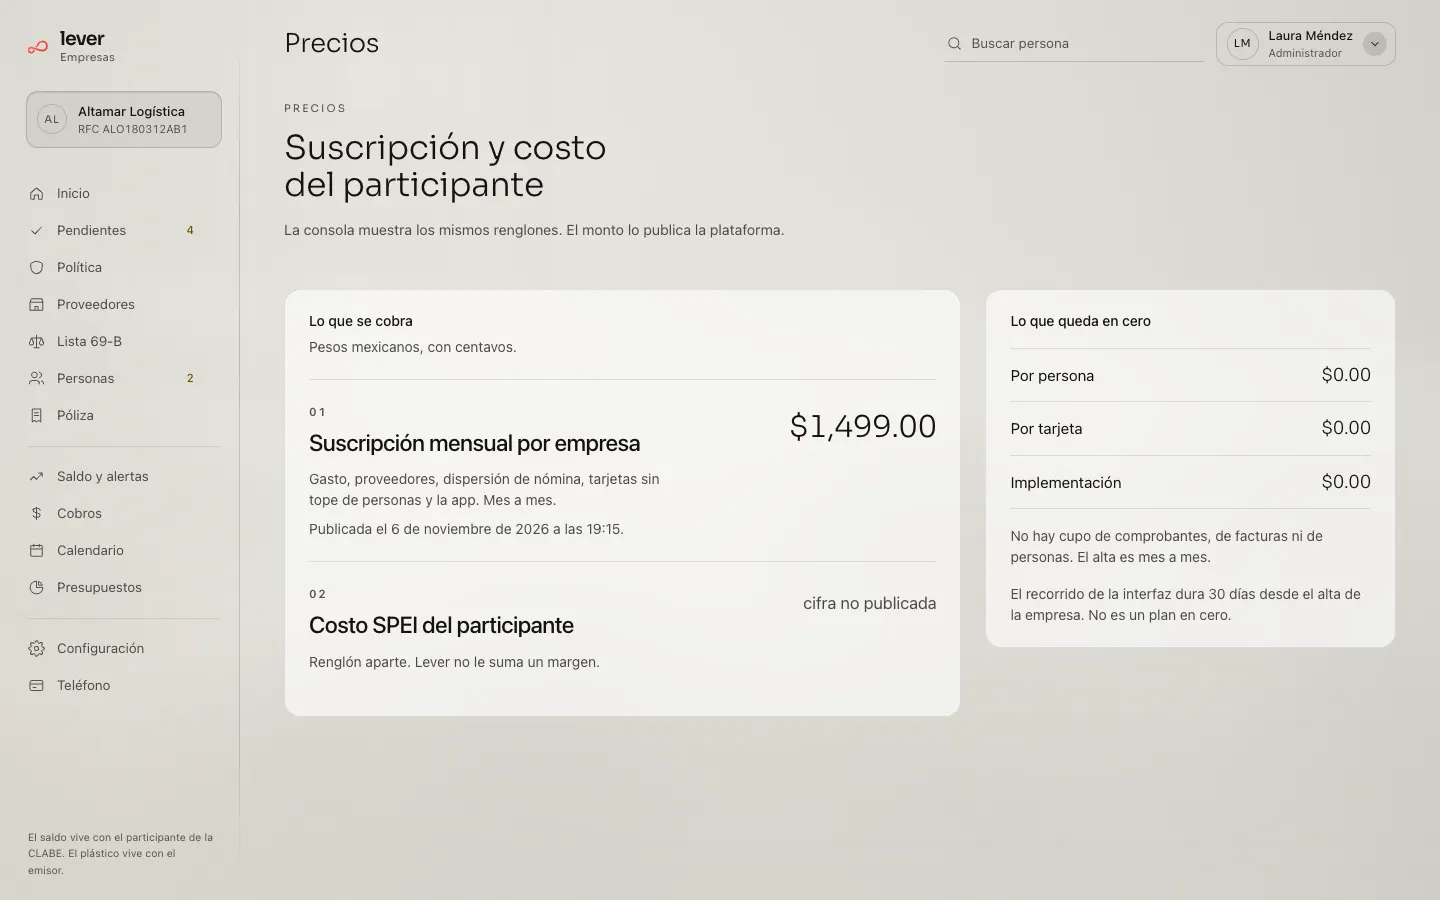 lever
Empresas
AL
Altamar Logística
RFC ALO180312AB1
Inicio
Pendientes 4
Política
Proveedores
Lista 69-B
Personas 2
Póliza
Saldo y alertas
Cobros
Calendario
Presupuestos
Configuración
Teléfono
El saldo vive con el participante de la
CLABE. El plástico vive con el
emisor.
Precios
Buscar persona
LM
Laura Méndez
Administrador
PRECIOS
Suscripción y costo
del participante
La consola muestra los mismos renglones. El monto lo publica la plataforma.
Lo que se cobra
Pesos mexicanos, con centavos.
01
Suscripción mensual por empresa
$1,499.00
Gasto, proveedores, dispersión de nómina, tarjetas sin
tope de personas y la app. Mes a mes.
Publicada el 6 de noviembre de 2026 a las 19:15.
02
Costo SPEI del participante
cifra no publicada
Renglón aparte. Lever no le suma un margen.
Lo que queda en cero
Por persona $0.00
Por tarjeta $0.00
Implementación $0.00
No hay cupo de comprobantes, de facturas ni de
personas. El alta es mes a mes.
El recorrido de la interfaz dura 30 días desde el alta de
la empresa. No es un plan en cero.